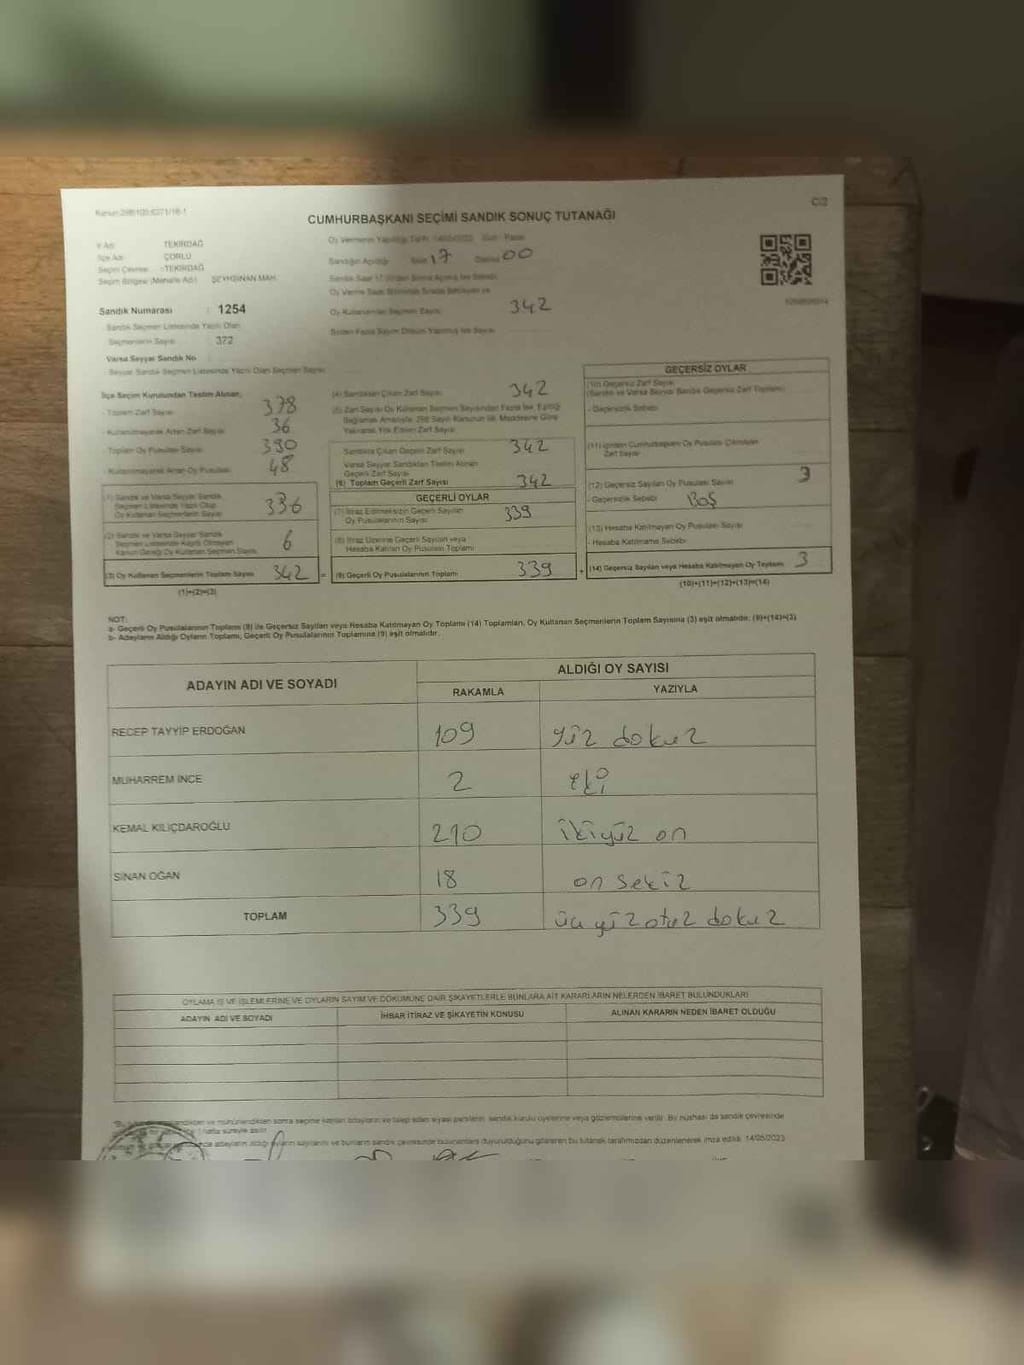 Kanun:298/100;6271/18-1
C/2
CUMHURBAŞKANI SEÇİMİ SANDIK SONUÇ TUTANAĞI
İl Adı TEKİRDAĞ
İlçe Adı ÇORLU
Seçim Çevresi :TEKİRDAĞ
Seçim Bölgesi (Mahalle Adı) ŞEYHSİNAN MAH.
Sandık Numarası : 1254
Sandık Seçmen Listesinde Yazılı Olan
Seçmenlerin Sayısı 372
Varsa Seyyar Sandık No
Seyyar Sandık Seçmen Listesinde Yazılı Olan Seçmen Sayısı
Oy Vermenin Yapıldığı Tarih: 14/05/2023 Gün: Pazar
Sandığın Açıldığı Saat 17 Dakika 00
Oy Kullanan Seçmen Sayısı 342
İlçe Seçim Kurulundan Teslim Alınan;
- Toplam Zarf Sayısı 378
- Kullanılmayarak Artan Zarf Sayısı 36
- Toplam Oy Pusulası Sayısı 390
- Kullanılmayarak Artan Oy Pusulası 48
(1) Sandık ve Varsa Seyyar Sandık
Seçmen Listesinde Yazılı Olup
Oy Kullanan Seçmenlerin Sayısı 336
(2) Sandık ve Varsa Seyyar Sandık
Seçmen Listesinde Kayıtlı Olmayan
Kanun Gereği Oy Kullanan Seçmen Sayısı 6
(3) Oy Kullanan Seçmenlerin Toplam Sayısı 342 =
(1)+(2)=(3)
(4) Sandıktan Çıkan Zarf Sayısı 342
(5) Zarf Sayısı Oy Kullanan Seçmen Sayısından Fazla İse, Eşitliği
Sağlamak Amacıyla, 298 Sayılı Kanunun 98. Maddesine Göre
Yakılarak Yok Edilen Zarf Sayısı
Sandıkta Çıkan Geçerli Zarf Sayısı 342
Varsa Seyyar Sandıktan Teslim Alınan
Geçerli Zarf Sayısı
(6) Toplam Geçerli Zarf Sayısı 342
GEÇERLİ OYLAR
(7) İtiraz Edilmeksizin Geçerli Sayılan
Oy Pusulalarının Sayısı 339
(8) İtiraz Üzerine Geçerli Sayılan veya
Hesaba Katılan Oy Pusulası Toplamı
(9) Geçerli Oy Pusulalarının Toplamı 339 +
GEÇERSİZ OYLAR
(10) Geçersiz Zarf Sayısı
(Sandık ve Varsa Seyyar Sandık Geçersiz Zarf Toplamı)
- Geçersizlik Sebebi
(11) İçinden Cumhurbaşkanı Oy Pusulası Çıkmayan
Zarf Sayısı
(12) Geçersiz Sayılan Oy Pusulası Sayısı 3
- Geçersizlik Sebebi BOŞ
(13) Hesaba Katılmayan Oy Pusulası Sayısı
- Hesaba Katılmama Sebebi
(14) Geçersiz Sayılan veya Hesaba Katılmayan Oy Toplamı 3
(10)+(11)+(12)+(13)=(14)
NOT:
a- Geçerli Oy Pusulalarının Toplamı (9) ile Geçersiz Sayılan veya Hesaba Katılmayan Oy Toplamı (14) Toplamları, Oy Kullanan Seçmenlerin Toplam Sayısına (3) eşit olmalıdır. (9)+(14)=(3)
b- Adayların Aldığı Oyların Toplamı, Geçerli Oy Pusulalarının Toplamına (9) eşit olmalıdır.
ADAYIN ADI VE SOYADI ALDIĞI OY SAYISI
RAKAMLA YAZIYLA
RECEP TAYYİP ERDOĞAN 109 yüz dokuz
MUHARREM İNCE 2 iki
KEMAL KILIÇDAROĞLU 210 ikiyüz on
SİNAN OĞAN 18 on sekiz
TOPLAM 339 üçyüz otuz dokuz
OYLAMA İŞ VE İŞLEMLERİNE VE OYLARIN SAYIM VE DÖKÜMÜNE DAİR ŞİKAYETLERLE BUNLARA AİT KARARLARIN NELERDEN İBARET BULUNDUKLARI
ADAYIN ADI VE SOYADI İHBAR İTİRAZ VE ŞİKAYETİN KONUSU ALINAN KARARIN NEDEN İBARET OLDUĞU
ve mühürlendikten sonra seçime katılan adayların ve talep eden siyasi partilerin sandık kurulu üyelerine veya gözlemcilerine verilir. Bu nüshası da sandık çevresinde
hafta süreyle asılır.
adayların aldığı oyların sayılarını ve bunların sandık çevresinde bulunanlara duyurulduğunu gösteren bu tutanak tarafımızdan düzenlenerek imza edildi. 14/05/2023